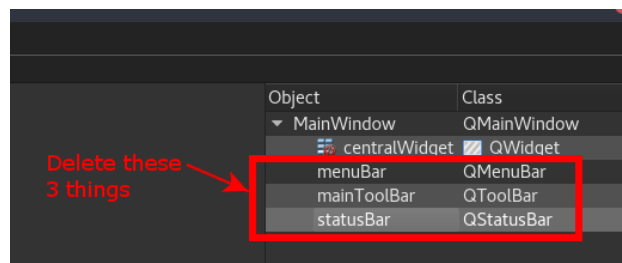 Object Class
MainWindow QMainWindow
centralWidget QWidget
Delete these
3 things
menuBar QMenuBar
mainToolBar QToolBar
statusBar QStatusBar